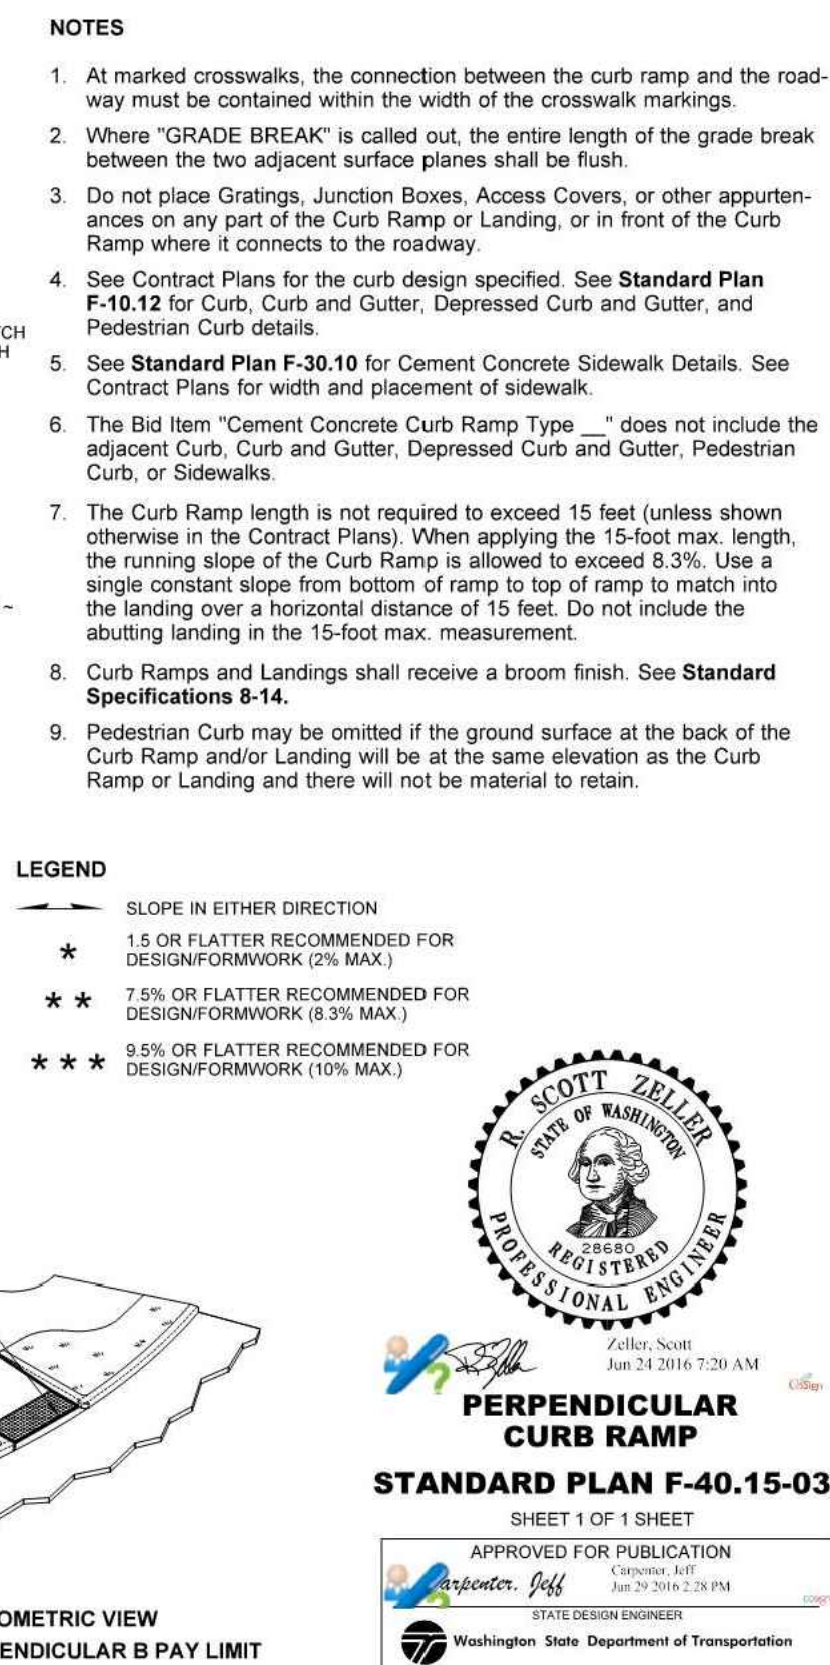 NOTES
1. At marked crosswalks, the connection between the curb ramp and the road-
way must be contained within the width of the crosswalk markings.
2. Where "GRADE BREAK" is called out, the entire length of the grade break
between the two adjacent surface planes shall be flush.
3. Do not place Gratings, Junction Boxes, Access Covers, or other appurten-
ances on any part of the Curb Ramp or Landing, or in front of the Curb
Ramp where it connects to the roadway.
4. See Contract Plans for the curb design specified. See Standard Plan
F-10.12 for Curb, Curb and Gutter, Depressed Curb and Gutter, and
Pedestrian Curb details.
CH
H
5. See Standard Plan F-30.10 for Cement Concrete Sidewalk Details. See
Contract Plans for width and placement of sidewalk.
6. The Bid Item "Cement Concrete Curb Ramp Type __" does not include the
adjacent Curb, Curb and Gutter, Depressed Curb and Gutter, Pedestrian
Curb, or Sidewalks.
7. The Curb Ramp length is not required to exceed 15 feet (unless shown
otherwise in the Contract Plans). When applying the 15-foot max. length,
the running slope of the Curb Ramp is allowed to exceed 8.3%. Use a
single constant slope from bottom of ramp to top of ramp to match into
~
the landing over a horizontal distance of 15 feet. Do not include the
abutting landing in the 15-foot max. measurement.
8. Curb Ramps and Landings shall receive a broom finish. See Standard
Specifications 8-14.
9. Pedestrian Curb may be omitted if the ground surface at the back of the
Curb Ramp and/or Landing will be at the same elevation as the Curb
Ramp or Landing and there will not be material to retain.
LEGEND
SLOPE IN EITHER DIRECTION
* 1.5 OR FLATTER RECOMMENDED FOR
DESIGN/FORMWORK (2% MAX.)
* * 7.5% OR FLATTER RECOMMENDED FOR
DESIGN/FORMWORK (8.3% MAX.)
* * * 9.5% OR FLATTER RECOMMENDED FOR
DESIGN/FORMWORK (10% MAX.)
R. SCOTT ZELLER
STATE OF WASHINGTON
28680
REGISTERED
PROFESSIONAL ENGINEER
Zeller, Scott
Jun 24 2016 7:20 AM
CoSign
PERPENDICULAR
CURB RAMP
STANDARD PLAN F-40.15-03
SHEET 1 OF 1 SHEET
APPROVED FOR PUBLICATION
Carpenter, Jeff
Jun 29 2016 2:28 PM
arpenter. Jeff
STATE DESIGN ENGINEER
Washington State Department of Transportation
OMETRIC VIEW
ENDICULAR B PAY LIMIT